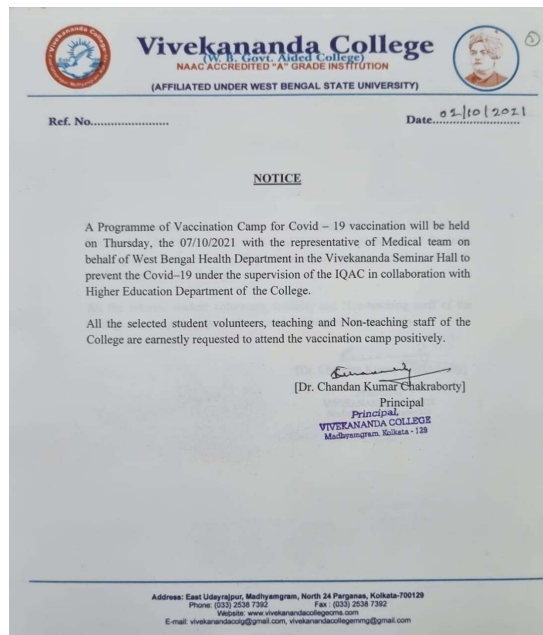 Vivekananda College
Vivekananda College
(W. B. Govt. Aided College)
NAAC ACCREDITED "A" GRADE INSTITUTION
(AFFILIATED UNDER WEST BENGAL STATE UNIVERSITY)
Ref. No.......................
Date 02/10/2021
NOTICE
A Programme of Vaccination Camp for Covid – 19 vaccination will be held
on Thursday, the 07/10/2021 with the representative of Medical team on
behalf of West Bengal Health Department in the Vivekananda Seminar Hall to
prevent the Covid–19 under the supervision of the IQAC in collaboration with
Higher Education Department of the College.
All the selected student volunteers, teaching and Non-teaching staff of the
College are earnestly requested to attend the vaccination camp positively.
[Dr. Chandan Kumar Chakraborty]
Principal
Principal,
VIVEKANANDA COLLEGE
Madhyamgram, Kolkata - 129
Address: East Udayrajpur, Madhyamgram, North 24 Parganas, Kolkata-700129
Phone: (033) 2538 7392 Fax : (033) 2538 7392
Website: www.vivekanandacollegecms.com
E-mail: vivekanandacolg@gmail.com, vivekanandacollegemmg@gmail.com